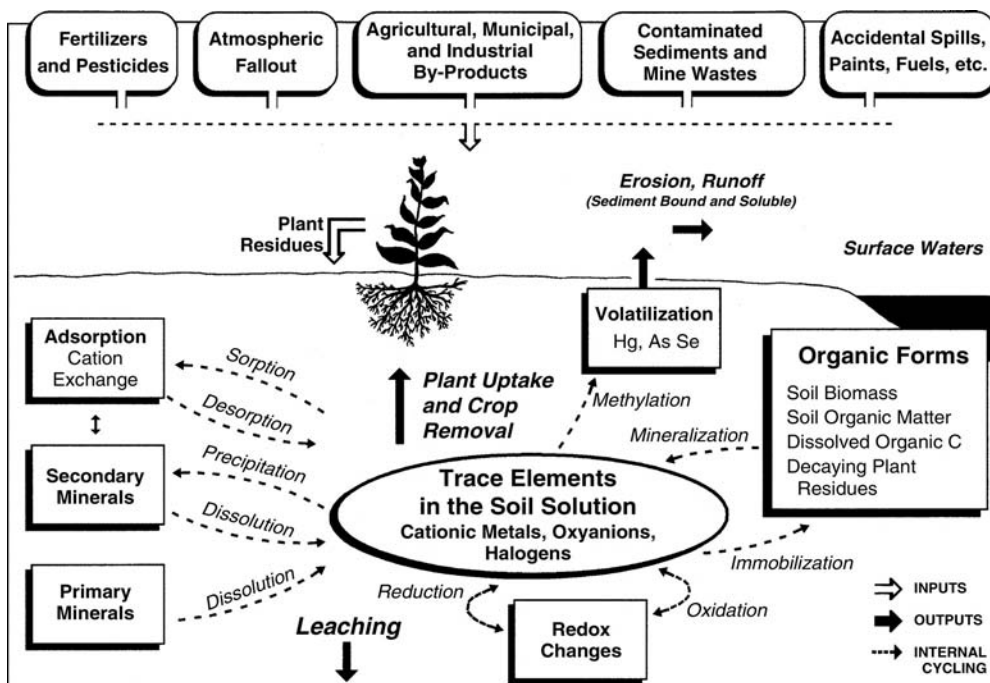 Fertilizers
and Pesticides
Atmospheric
Fallout
Agricultural, Municipal,
and Industrial
By-Products
Contaminated
Sediments and
Mine Wastes
Accidental Spills,
Paints, Fuels, etc.
Plant
Residues
Erosion, Runoff
(Sediment Bound and Soluble)
Surface Waters
Adsorption
Cation
Exchange
Sorption
Desorption
Plant Uptake
and Crop
Removal
Volatilization
Hg, As Se
Methylation
Organic Forms
Soil Biomass
Soil Organic Matter
Dissolved Organic C
Decaying Plant
Residues
Mineralization
Secondary
Minerals
Precipitation
Dissolution
Trace Elements
in the Soil Solution
Cationic Metals, Oxyanions,
Halogens
Immobilization
Primary
Minerals
Dissolution
Reduction
Oxidation
Redox
Changes
Leaching
INPUTS
OUTPUTS
INTERNAL
CYCLING